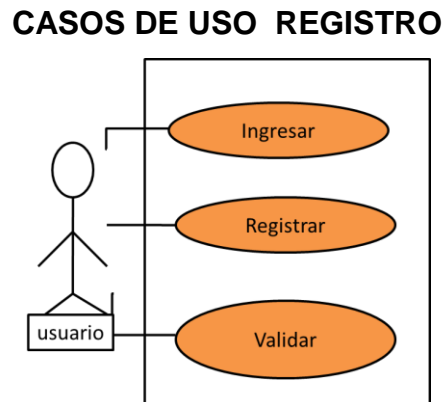 CASOS DE USO REGISTRO
Ingresar
Registrar
usuario
Validar